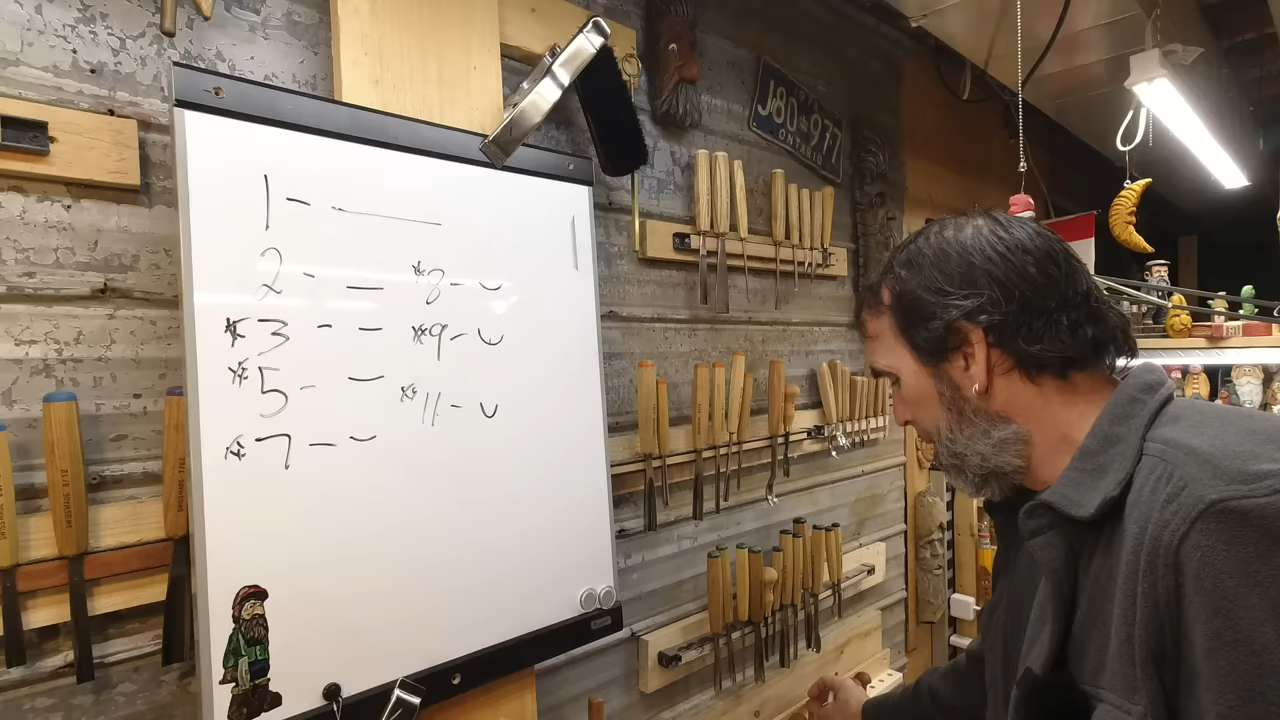 1 -
2 - — *8 - ◡
*3 - — *9 - ◡
*5 - — *11 - ◡
*7 - ◡
J80 977
ONTARIO